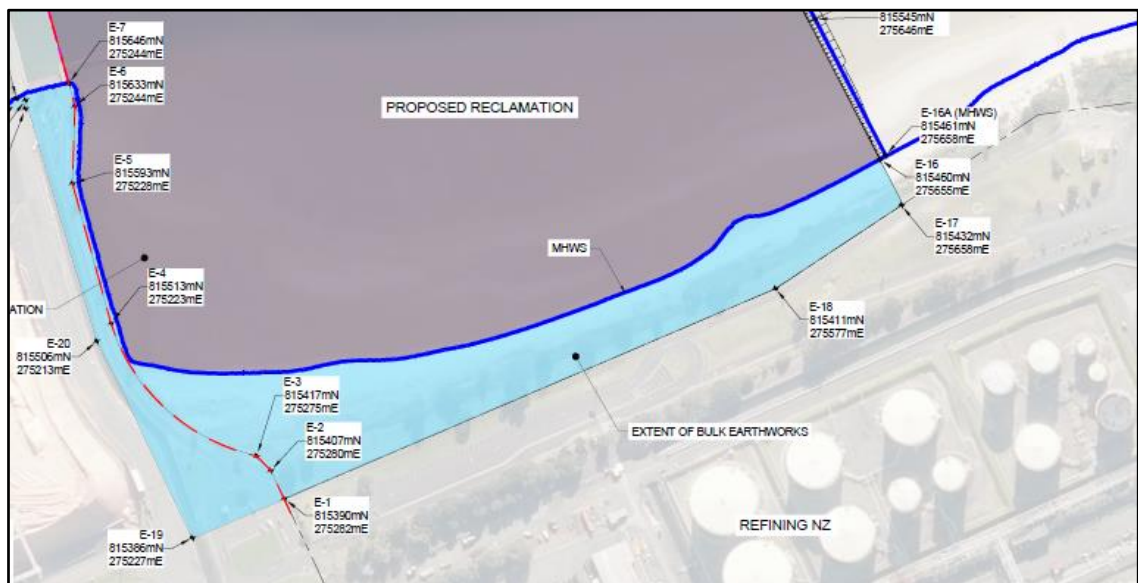 E-7
815646mN
275244mE
E-6
815633mN
275244mE
815545mN
275646mE
PROPOSED RECLAMATION
E-16A (MHWS)
815461mN
275658mE
E-5
815593mN
275228mE
E-16
815460mN
275655mE
E-17
815432mN
275658mE
MHWS
E-4
815513mN
275223mE
ATION
E-18
815411mN
275577mE
E-20
815506mN
275213mE
E-3
815417mN
275275mE
E-2
815407mN
275280mE
EXTENT OF BULK EARTHWORKS
E-1
815390mN
275282mE
REFINING NZ
E-19
815386mN
275227mE